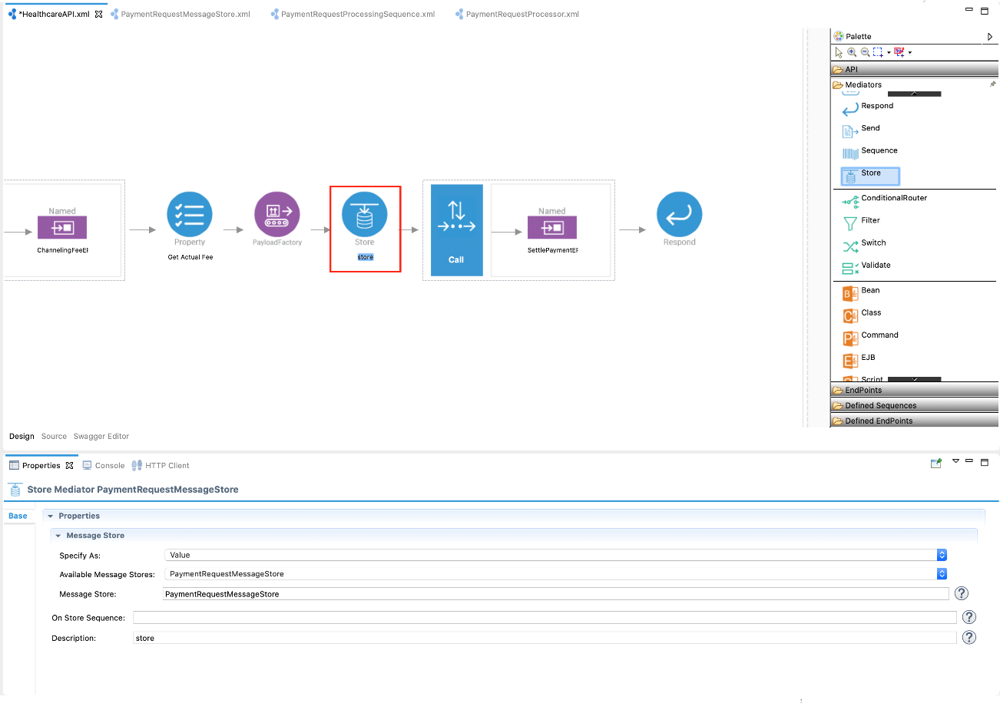 *HealthcareAPI.xml PaymentRequestMessageStore.xml PaymentRequestProcessingSequence.xml PaymentRequestProcessor.xml
Palette
API
Mediators
Respond
Send
Sequence
Store
ConditionalRouter
Filter
Switch
Validate
Bean
Class
Command
EJB
Script
EndPoints
Defined Sequences
Defined EndPoints
Named
ChannelingFeeEP
Property
Get Actual Fee
PayloadFactory
Store
store
Call
Named
SettlePaymentEP
Respond
Design Source Swagger Editor
Properties Console HTTP Client
Store Mediator PaymentRequestMessageStore
Base
Properties
Message Store
Specify As: Value
Available Message Stores: PaymentRequestMessageStore
Message Store: PaymentRequestMessageStore
On Store Sequence:
Description: store